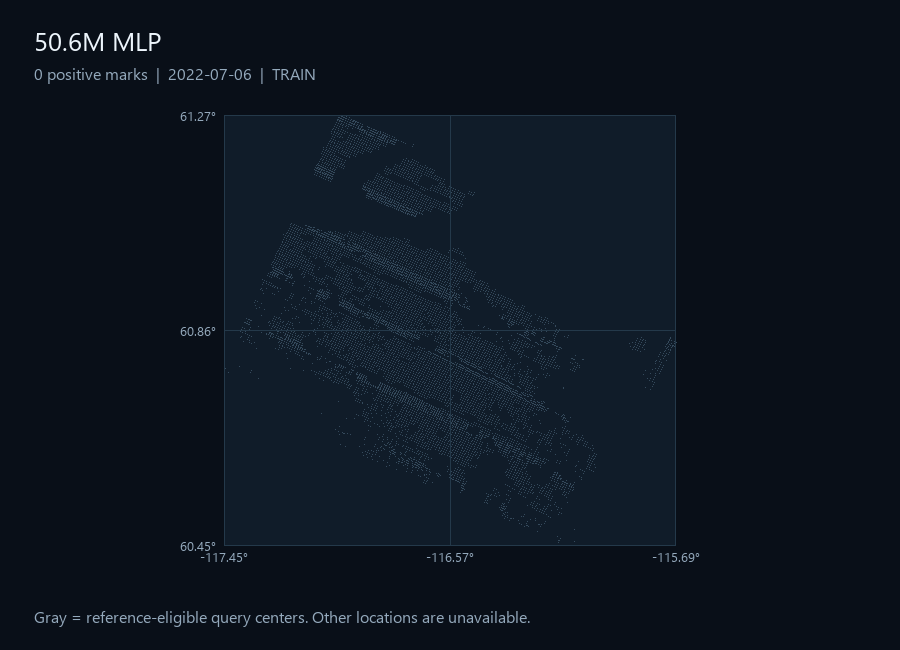 50.6M MLP
0 positive marks | 2022-07-06 | TRAIN
61.27°
60.86°
60.45°
-117.45°
-116.57°
-115.69°
Gray = reference-eligible query centers. Other locations are unavailable.